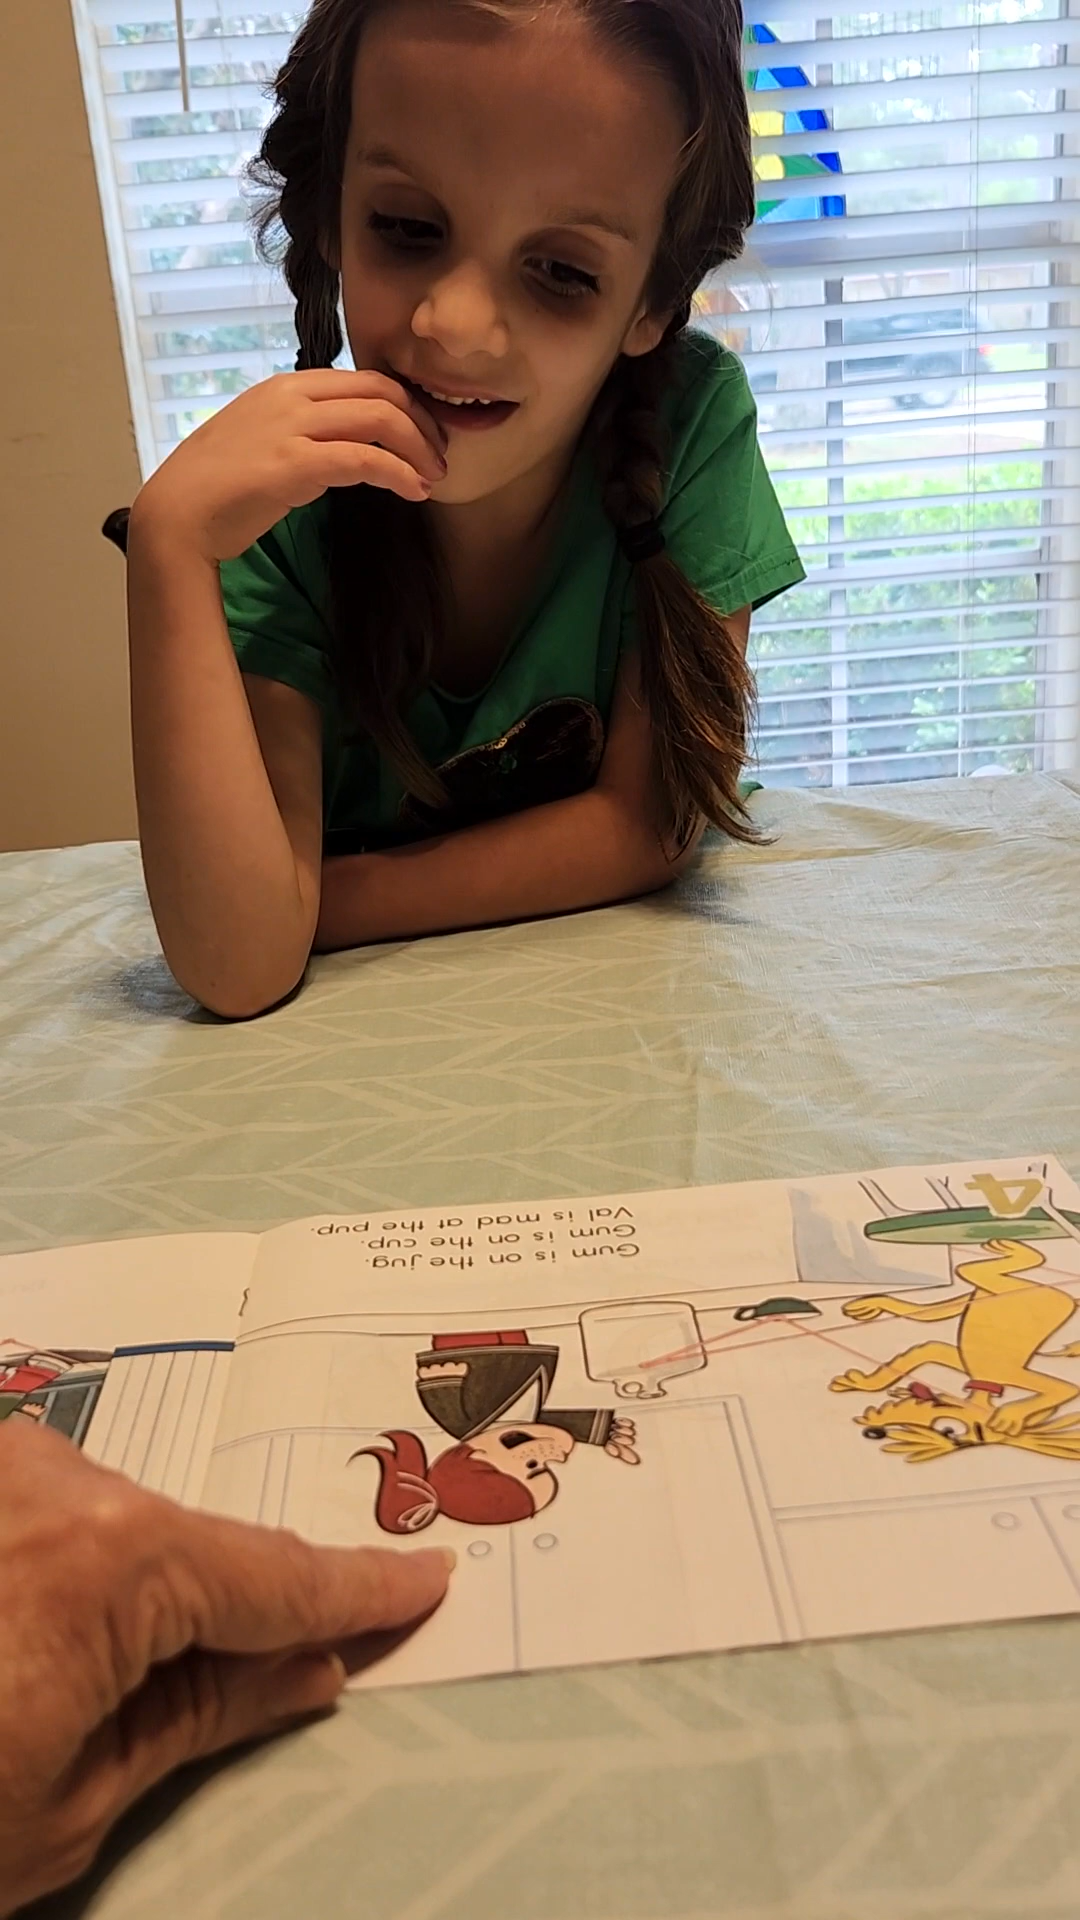 Gum is on the jug.
Gum is on the cup.
Val is mad at the pup.
4